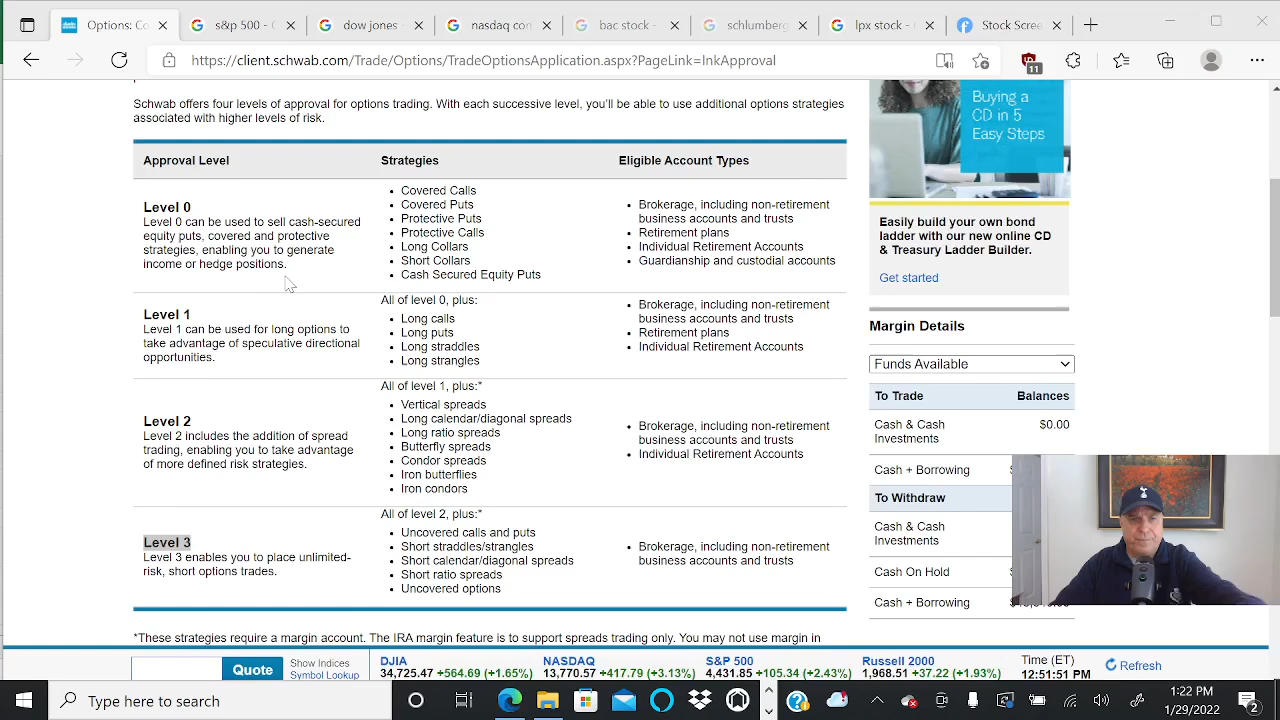 Options: Co
s&p 500 - G
dow jones -
nasdaq con
bac stock -
schlumberg
lpx stock -
Stock Scree
https://client.schwab.com/Trade/Options/TradeOptionsApplication.aspx?PageLink=InkApproval
11
Schwab offers four levels of approval for options trading. With each successive level, you'll be able to use additional options strategies
associated with higher levels of risk.
Approval Level
Strategies
Eligible Account Types
Level 0
Level 0 can be used to sell cash-secured
equity puts, covered and protective
strategies, enabling you to generate
income or hedge positions.
Covered Calls
Covered Puts
Protective Puts
Protective Calls
Long Collars
Short Collars
Cash Secured Equity Puts
Brokerage, including non-retirement
business accounts and trusts
Retirement plans
Individual Retirement Accounts
Guardianship and custodial accounts
Level 1
Level 1 can be used for long options to
take advantage of speculative directional
opportunities.
All of level 0, plus:
Long calls
Long puts
Long straddles
Long strangles
Brokerage, including non-retirement
business accounts and trusts
Retirement plans
Individual Retirement Accounts
Level 2
Level 2 includes the addition of spread
trading, enabling you to take advantage
of more defined risk strategies.
All of level 1, plus:*
Vertical spreads
Long calendar/diagonal spreads
Long ratio spreads
Butterfly spreads
Condor spreads
Iron butterflies
Iron condors
Brokerage, including non-retirement
business accounts and trusts
Individual Retirement Accounts
Level 3
Level 3 enables you to place unlimited-
risk, short options trades.
All of level 2, plus:*
Uncovered calls and puts
Short straddles/strangles
Short calendar/diagonal spreads
Short ratio spreads
Uncovered options
Brokerage, including non-retirement
business accounts and trusts
*These strategies require a margin account. The IRA margin feature is to support spreads trading only. You may not use margin in
Buying a
CD in 5
Easy Steps
Easily build your own bond
ladder with our new online CD
& Treasury Ladder Builder.
Get started
Margin Details
Funds Available
To Trade Balances
Cash & Cash $0.00
Investments
Cash + Borrowing
To Withdraw
Cash & Cash
Investments
Cash On Hold
Cash + Borrowing
Quote
Show Indices
Symbol Lookup
DJIA
34,725.47 +564.69 (+1.65%)
NASDAQ
13,770.57 +417.79 (+3.13%)
S&P 500
4,431.85 +105.34 (+2.43%)
Russell 2000
1,968.51 +37.22 (+1.93%)
Time (ET)
12:51:51 PM
Refresh
Type here to search
1:22 PM
1/29/2022
2